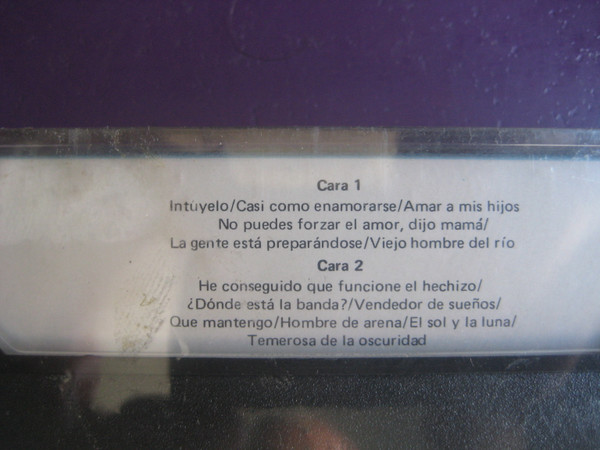 Cara 1
Intúyelo/Casi como enamorarse/Amar a mis hijos
No puedes forzar el amor, dijo mamá/
La gente está preparándose/Viejo hombre del río
Cara 2
He conseguido que funcione el hechizo/
¿Dónde está la banda?/Vendedor de sueños/
Que mantengo/Hombre de arena/El sol y la luna/
Temerosa de la oscuridad